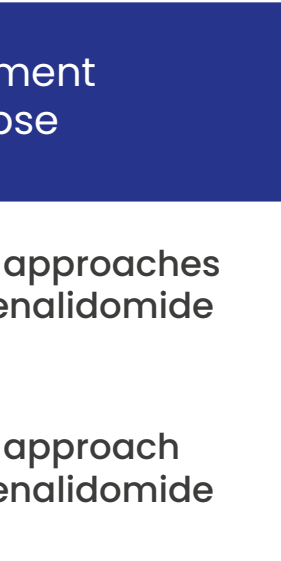 ment
ose
approaches
enalidomide
approach
enalidomide